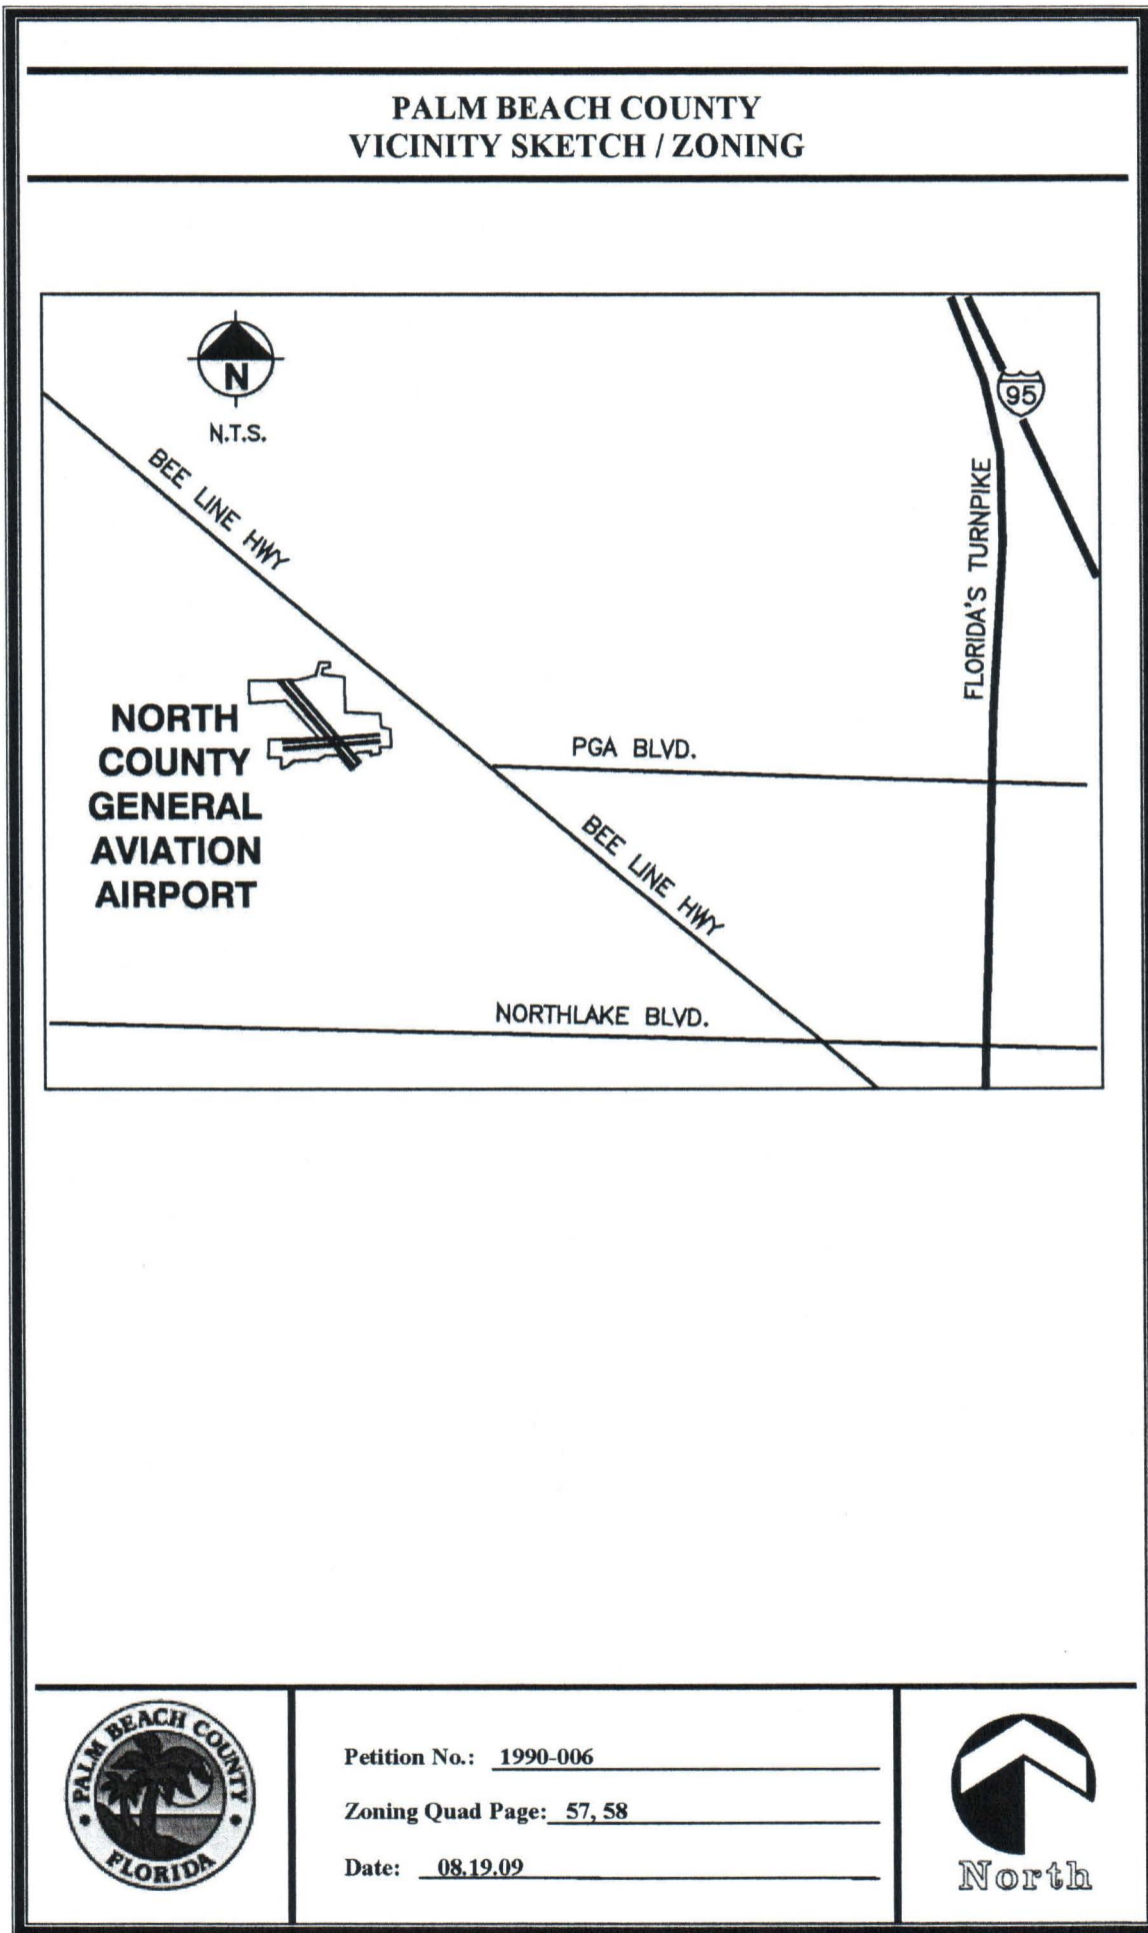 PALM BEACH COUNTY
VICINITY SKETCH / ZONING
N
N.T.S.
95
BEE LINE HWY
FLORIDA'S TURNPIKE
NORTH
COUNTY
GENERAL
AVIATION
AIRPORT
PGA BLVD.
BEE LINE HWY
NORTHLAKE BLVD.
PALM BEACH COUNTY
FLORIDA
Petition No.: 1990-006
Zoning Quad Page: 57, 58
Date: 08.19.09
North